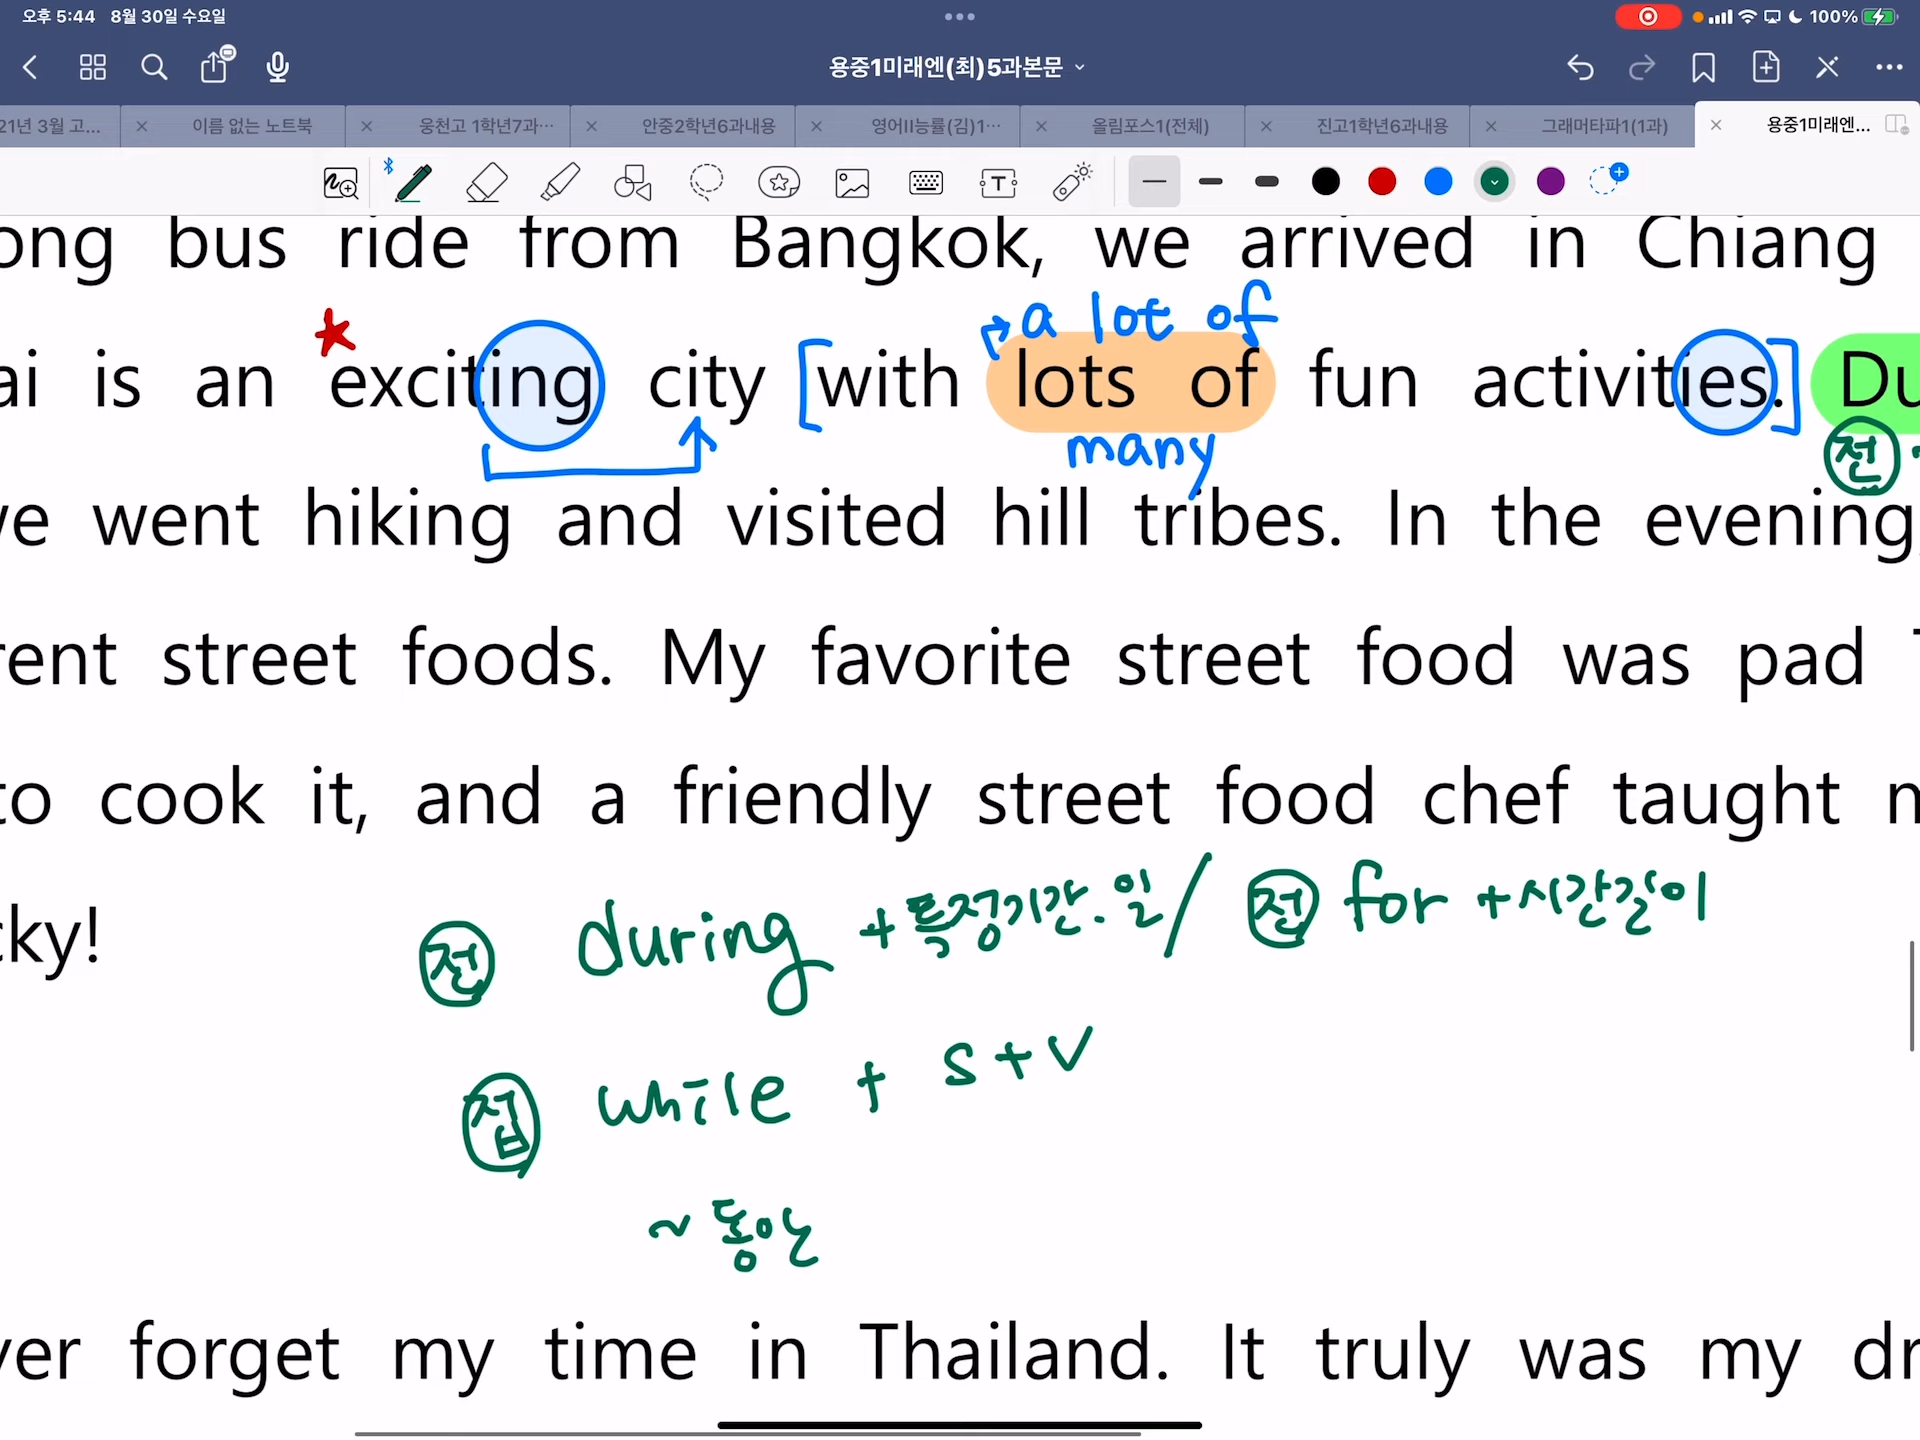 오후 5:44 8월 30일 수요일
100%
용중1미래엔(최)5과본문
21년 3월 고... 이름 없는 노트북 웅천고 1학년7과... 안중2학년6과내용 영어II능률(김)1... 올림포스1(전체) 진고1학년6과내용 그래머타파1(1과) 용중1미래엔...
ong bus ride from Bangkok, we arrived in Chiang
a lot of
ai is an exciting city [with lots of fun activities.] Du
many
전
ve went hiking and visited hill tribes. In the evening,
rent street foods. My favorite street food was pad T
to cook it, and a friendly street food chef taught m
cky!
전 during + 특정기간. 일 / 전 for + 시간길이
접 while + s + v
~ 동안
ver forget my time in Thailand. It truly was my dr